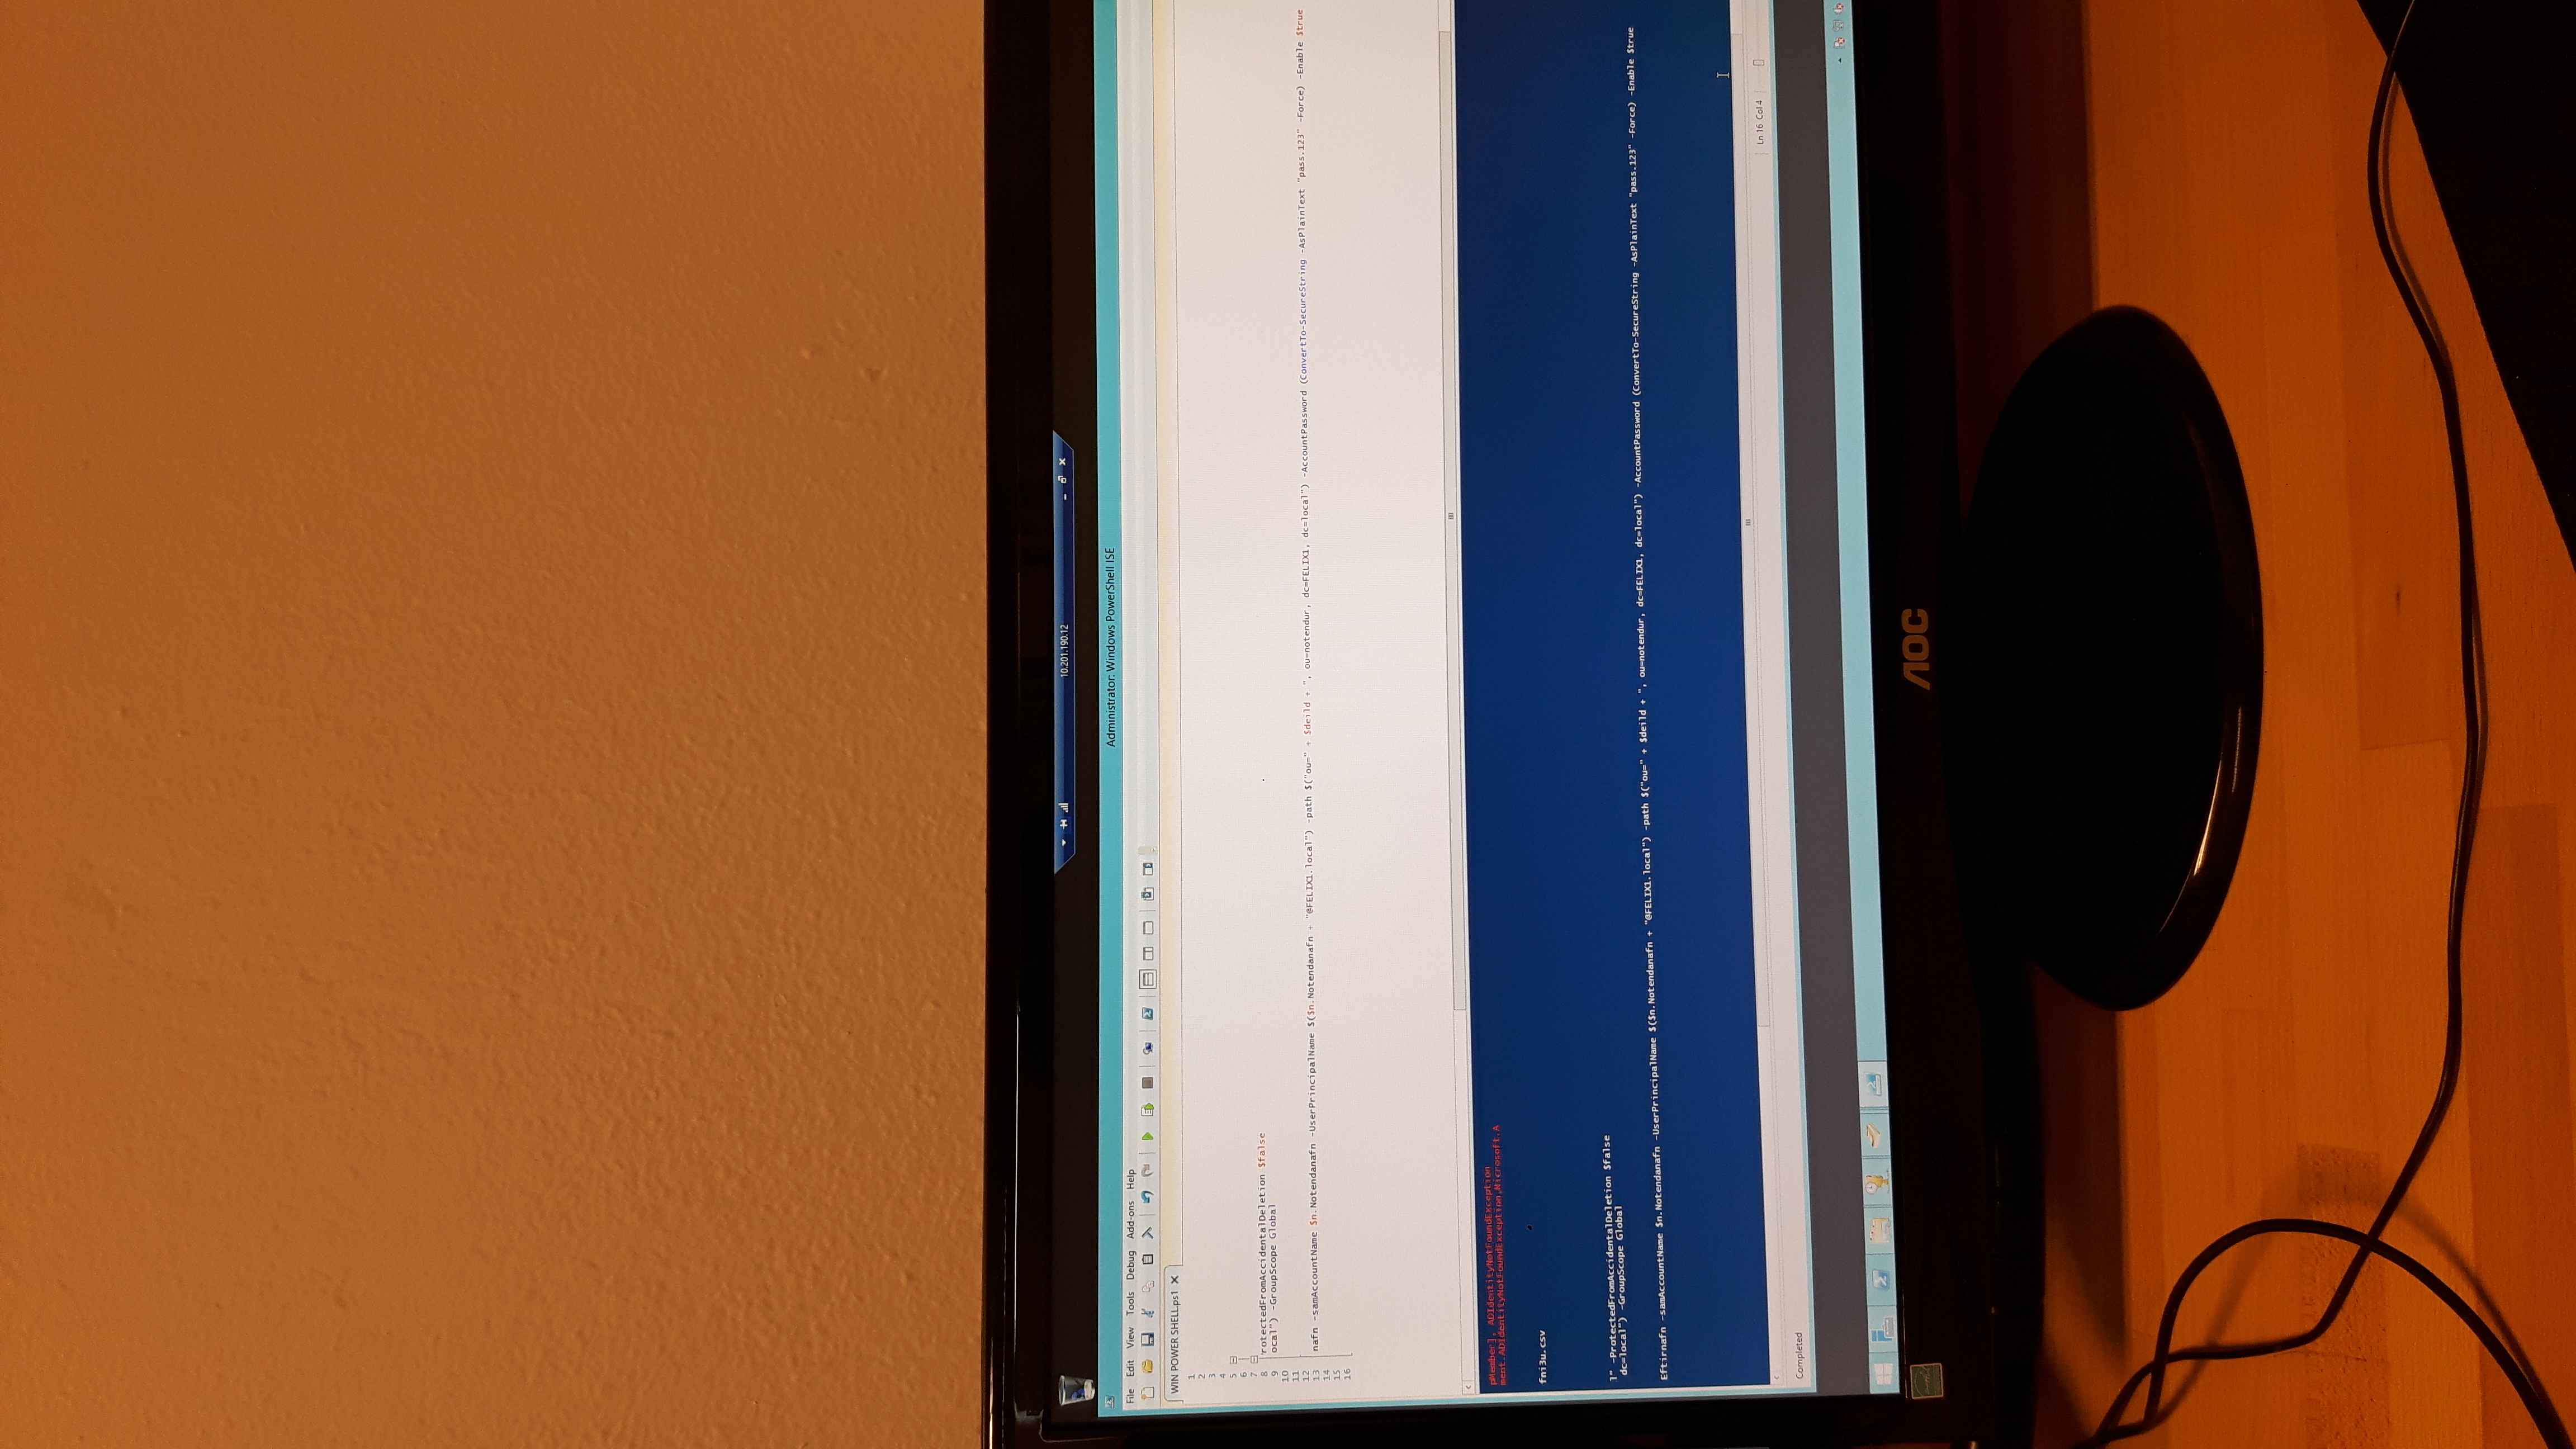 10.201.190.12
Administrator: Windows PowerShell ISE
File Edit View Tools Debug Add-ons Help
WIN POWER SHELL.ps1
1
2
3
4
5
6
7
8 rotectedFromAccidentalDeletion $false
9 ocal") -GroupScope Global
10
11
12
13 nafn -samAccountName $n.Notendanafn -UserPrincipalName $($n.Notendanafn + "@FELIX1.local") -path $("ou=" + $deild + ", ou=notendur, dc=FELIX1, dc=local") -AccountPassword (ConvertTo-SecureString -AsPlainText "pass.123" -Force) -Enable $true
14
15
16
pMember], ADIdentityNotFoundException
ment.ADIdentityNotFoundException,Microsoft.A
fni3u.csv
l" -ProtectedFromAccidentalDeletion $false
dc=local") -GroupScope Global
Eftirnafn -samAccountName $n.Notendanafn -UserPrincipalName $($n.Notendanafn + "@FELIX1.local") -path $("ou=" + $deild + ", ou=notendur, dc=FELIX1, dc=local") -AccountPassword (ConvertTo-SecureString -AsPlainText "pass.123" -Force) -Enable $true
Ln 16 Col 4
Completed
AOC